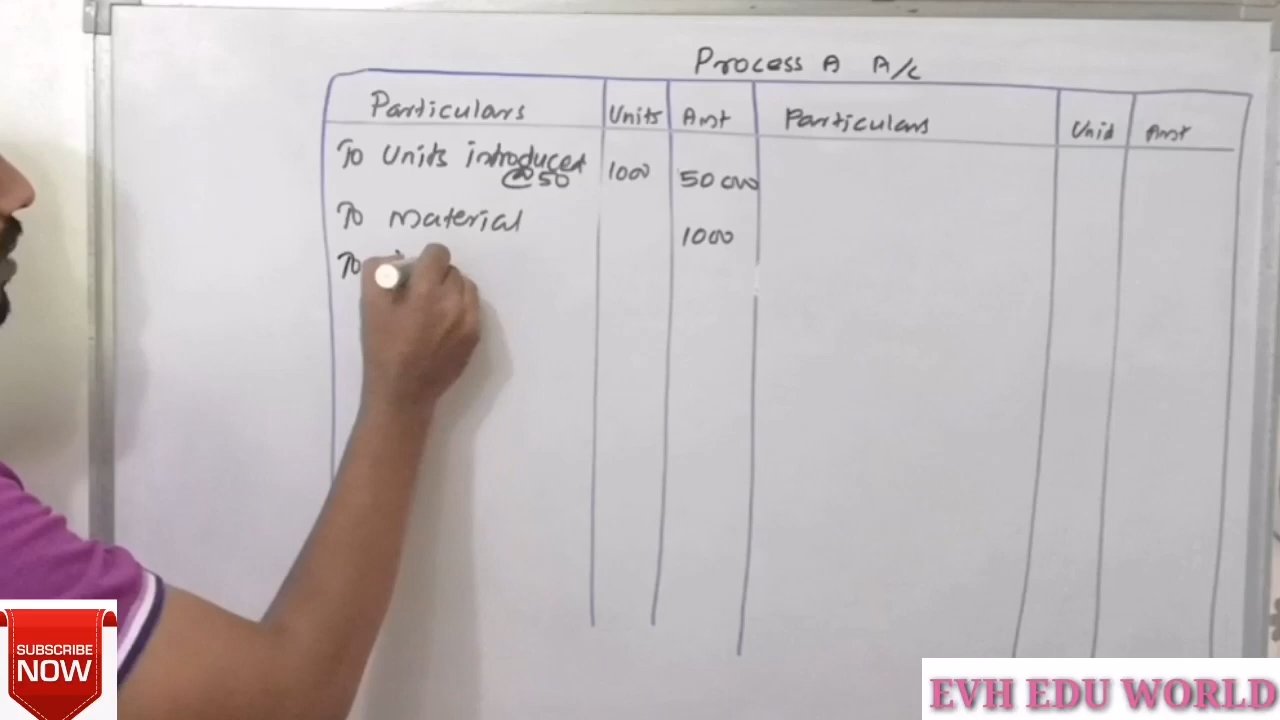 Process A A/c
Particulars Units Amt Particulars Unit Amt
To Units introduced 1000 50000
@ 50
To material 1000
To
SUBSCRIBE
NOW
EVH EDU WORLD